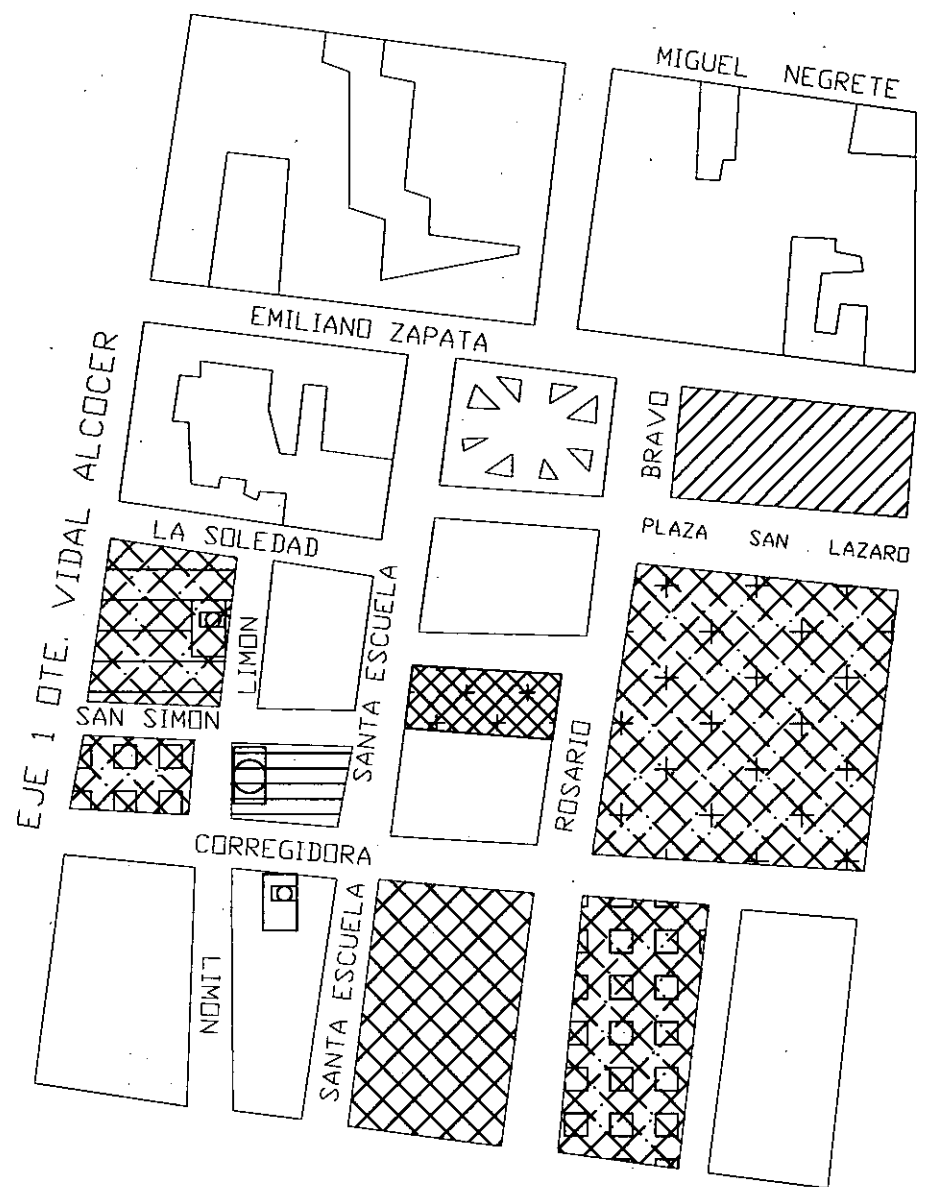 MIGUEL NEGRETE
EMILIANO ZAPATA
EJE 1 OTE. VIDAL ALCOCER
BRAVO
LA SOLEDAD
PLAZA SAN LAZARO
LIMON
SANTA ESCUELA
SAN SIMON
ROSARIO
CORREGIDORA
LIMON
SANTA ESCUELA